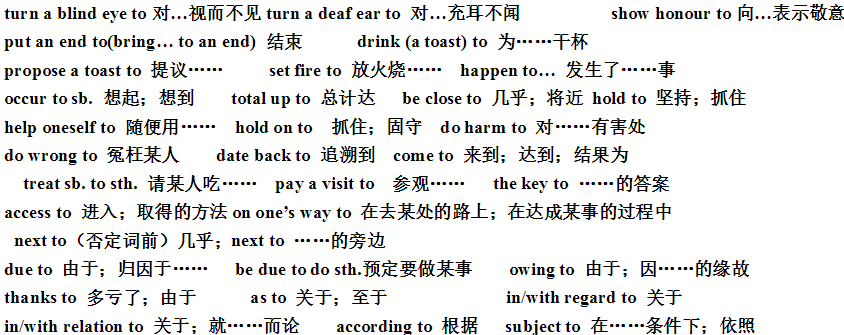 turn a blind eye to 对…视而不见 turn a deaf ear to 对…充耳不闻 show honour to 向…表示敬意
put an end to(bring… to an end) 结束 drink (a toast) to 为……干杯
propose a toast to 提议…… set fire to 放火烧…… happen to… 发生了……事
occur to sb. 想起；想到 total up to 总计达 be close to 几乎；将近 hold to 坚持；抓住
help oneself to 随便用…… hold on to 抓住；固守 do harm to 对……有害处
do wrong to 冤枉某人 date back to 追溯到 come to 来到；达到；结果为
treat sb. to sth. 请某人吃…… pay a visit to 参观…… the key to ……的答案
access to 进入；取得的方法 on one’s way to 在去某处的路上；在达成某事的过程中
next to（否定词前）几乎；next to ……的旁边
due to 由于；归因于…… be due to do sth.预定要做某事 owing to 由于；因……的缘故
thanks to 多亏了；由于 as to 关于；至于 in/with regard to 关于
in/with relation to 关于；就……而论 according to 根据 subject to 在……条件下；依照